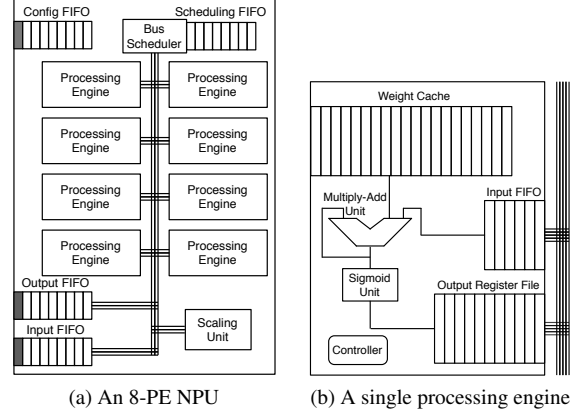 Config FIFO
Scheduling FIFO
Bus
Scheduler
Processing
Engine
Processing
Engine
Processing
Engine
Processing
Engine
Processing
Engine
Processing
Engine
Processing
Engine
Processing
Engine
Output FIFO
Input FIFO
Scaling
Unit
(a) An 8-PE NPU
Weight Cache
Multiply-Add
Unit
Input FIFO
Sigmoid
Unit
Output Register File
Controller
(b) A single processing engine